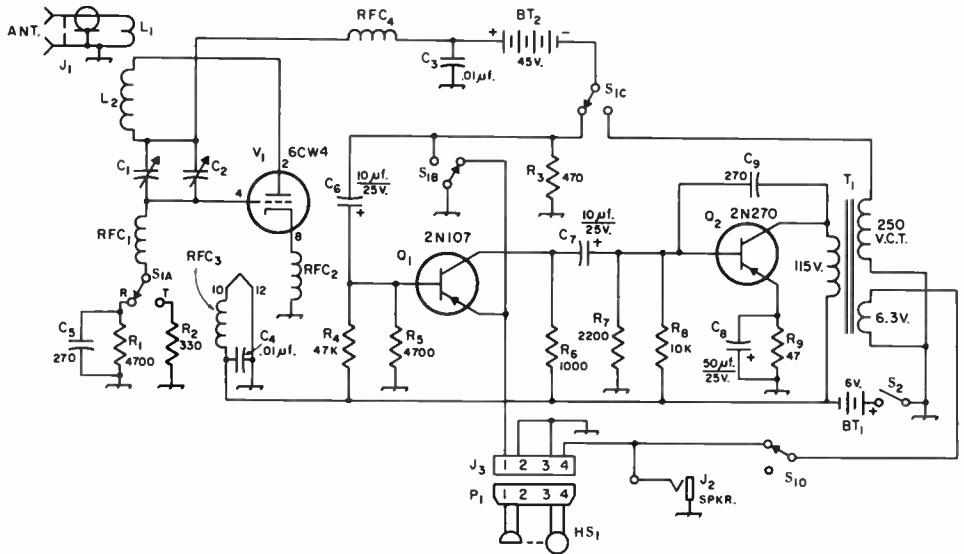 RFC4
BT2
+ -
45V.
ANT.
L1
J1
C3
.01µf.
S1C
L2
V1
6CW4
2
4
8
C1
C2
C6
10µf.
25V.
+
S1B
R3
470
C9
270
T1
Q2
2N270
250
V.C.T.
115V.
6.3V.
RFC1
RFC3
S1A
R T
10 12
RFC2
Q1
2N107
10µf.
25V.
C7
+
C5
270
R1
4700
R2
330
C4
.01µf.
R4
47K
R5
4700
R6
1000
R7
2200
R8
10K
C8
+
50µf.
25V.
R9
47
6V.
+
BT1
S2
J3
1 2 3 4
P1
1 2 3 4
HS1
J2
SPKR.
S1D